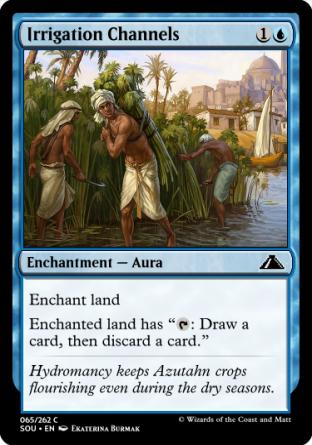 Irrigation Channels 1
Enchantment — Aura
Enchant land
Enchanted land has “: Draw a
card, then discard a card.”
Hydromancy keeps Azutahn crops
flourishing even during the dry seasons.
065/262 C
SOU • EN Ekaterina Burmak
© Wizards of the Coast and Matt